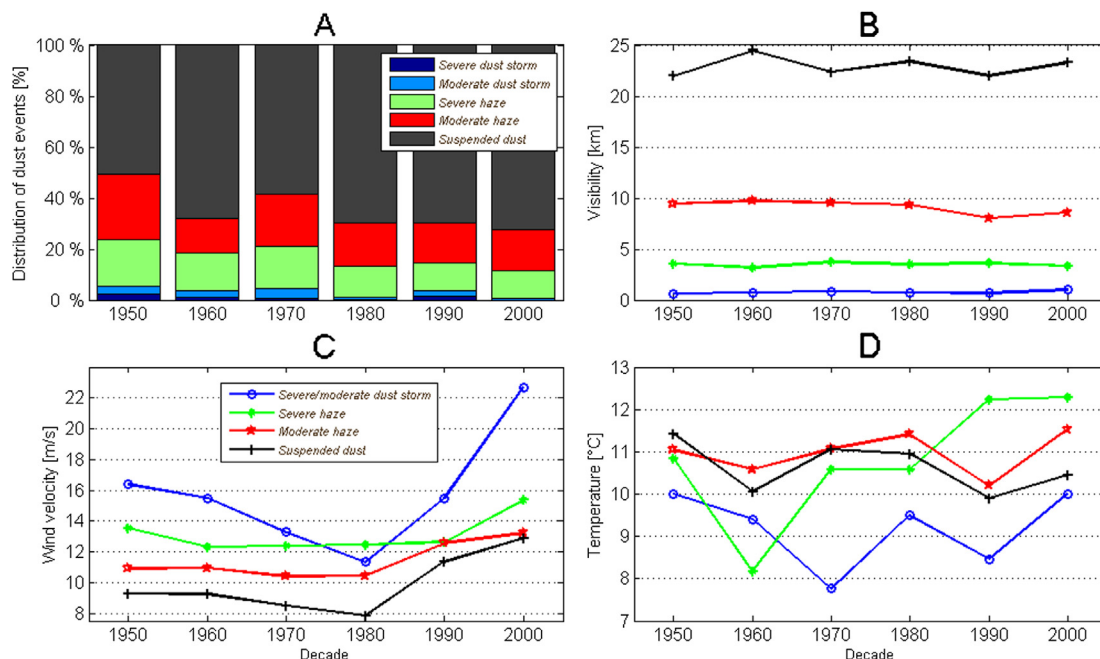 A
Distribution of dust events [%]
100 %
80 %
60 %
40 %
20 %
0 %
1950 1960 1970 1980 1990 2000
Severe dust storm
Moderate dust storm
Severe haze
Moderate haze
Suspended dust
B
Visibility [km]
25
20
15
10
5
0
1950 1960 1970 1980 1990 2000
C
Wind velocity [m/s]
22
20
18
16
14
12
10
8
1950 1960 1970 1980 1990 2000
Decade
Severe/moderate dust storm
Severe haze
Moderate haze
Suspended dust
D
Temperature [°C]
13
12
11
10
9
8
7
1950 1960 1970 1980 1990 2000
Decade